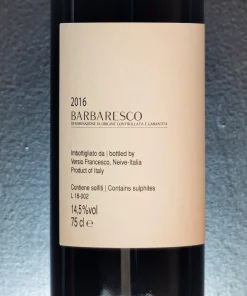 2016
BARBARESCO
DENOMINAZIONE DI ORIGINE CONTROLLATA E GARANTITA
Imbottigliato da | bottled by
Versio Francesco, Neive-Italia
Product of Italy
Contiene solfiti | Contains sulphites
L 18-002
14,5%vol
75 cl ℮